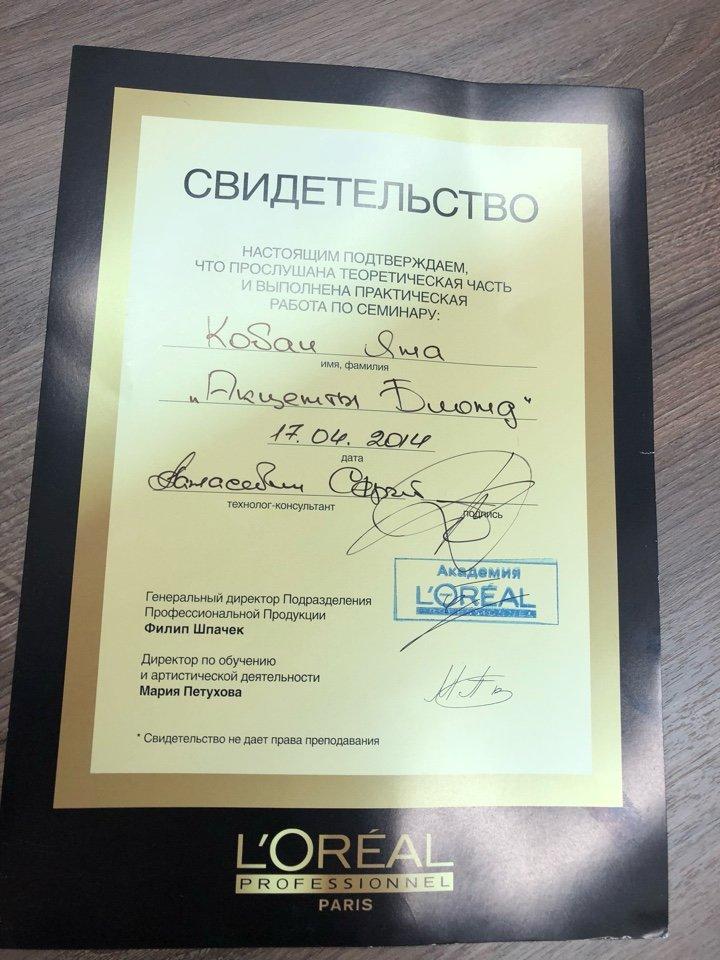 СВИДЕТЕЛЬСТВО
НАСТОЯЩИМ ПОДТВЕРЖДАЕМ,
ЧТО ПРОСЛУШАНА ТЕОРЕТИЧЕСКАЯ ЧАСТЬ
И ВЫПОЛНЕНА ПРАКТИЧЕСКАЯ
РАБОТА ПО СЕМИНАРУ:
Кобан Яна
имя, фамилия
"Акценты Блонд"
17.04.2014
дата
технолог-консультант
подпись
Академия
L'ORÉAL
Генеральный директор Подразделения
Профессиональной Продукции
Филип Шпачек
Директор по обучению
и артистической деятельности
Мария Петухова
* Свидетельство не дает права преподавания
L'ORÉAL
PROFESSIONNEL
PARIS